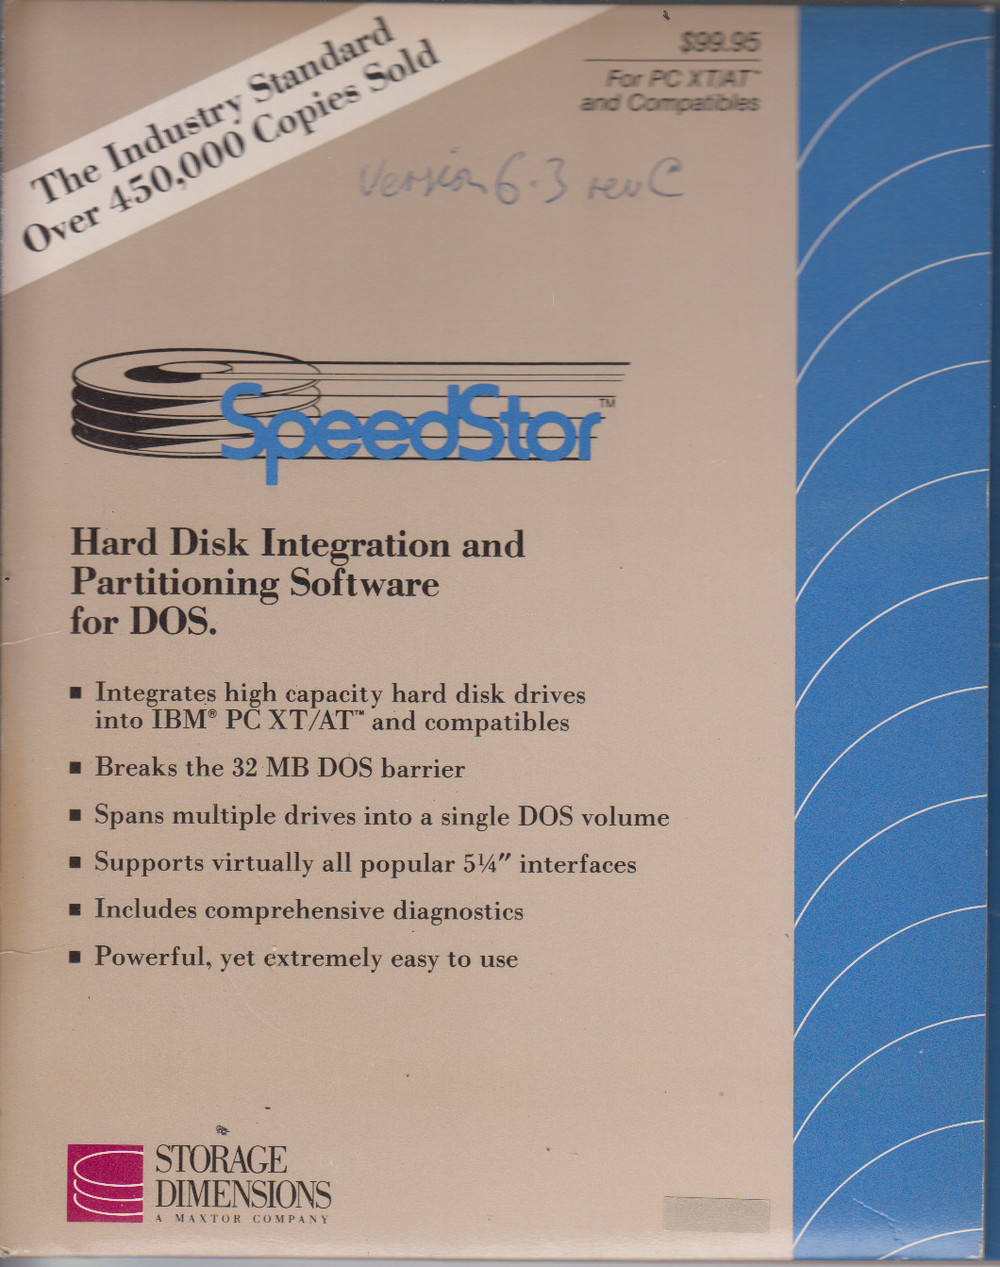 The Industry Standard
Over 450,000 Copies Sold
$99.95
For PC XT/AT™
and Compatibles
Version 6.3 rev C
SpeedStor™
Hard Disk Integration and
Partitioning Software
for DOS.
■ Integrates high capacity hard disk drives
into IBM® PC XT/AT™ and compatibles
■ Breaks the 32 MB DOS barrier
■ Spans multiple drives into a single DOS volume
■ Supports virtually all popular 5¼″ interfaces
■ Includes comprehensive diagnostics
■ Powerful, yet extremely easy to use
STORAGE
DIMENSIONS
A MAXTOR COMPANY